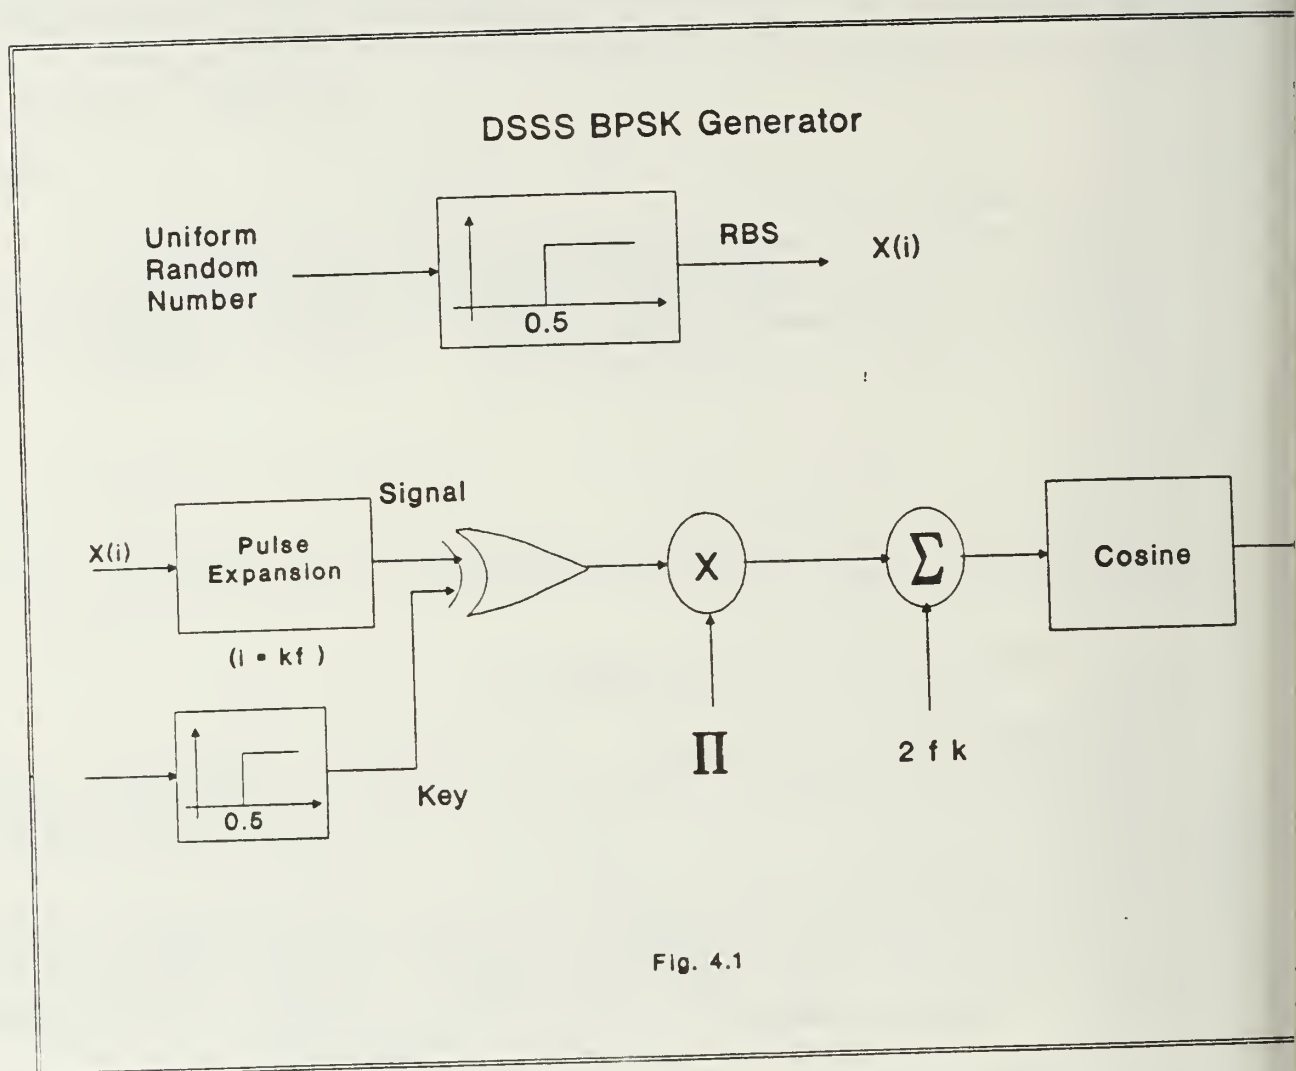 DSSS BPSK Generator
Uniform
Random
Number
0.5
RBS
X(i)
X(i)
Pulse
Expansion
(i = kf )
Signal
X
Π
Σ
2 f k
Cosine
0.5
Key
Fig. 4.1